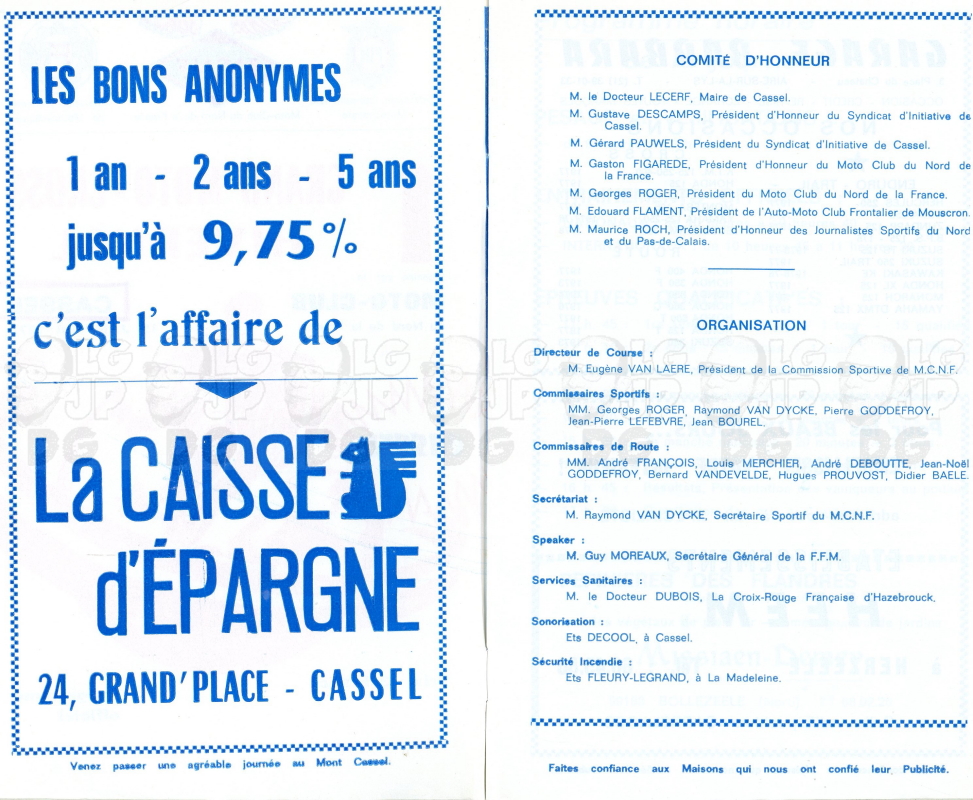 LES BONS ANONYMES
1 an - 2 ans - 5 ans
jusqu'à 9,75%
c'est l'affaire de
La CAISSE
d'ÉPARGNE
24, GRAND'PLACE - CASSEL
Venez passer une agréable journée au Mont Cassel.
COMITÉ D'HONNEUR
M. le Docteur LECERF, Maire de Cassel.
M. Gustave DESCAMPS, Président d'Honneur du Syndicat d'Initiative de
Cassel.
M. Gérard PAUWELS, Président du Syndicat d'Initiative de Cassel.
M. Gaston FIGAREDE, Président d'Honneur du Moto Club du Nord de
la France.
M. Georges ROGER, Président du Moto Club du Nord de la France.
M. Edouard FLAMENT, Président de l'Auto-Moto Club Frontalier de Mouscron.
M. Maurice ROCH, Président d'Honneur des Journalistes Sportifs du Nord
et du Pas-de-Calais.
ORGANISATION
Directeur de Course :
M. Eugène VAN LAERE, Président de la Commission Sportive de M.C.N.F.
Commissaires Sportifs :
MM. Georges ROGER, Raymond VAN DYCKE, Pierre GODDEFROY,
Jean-Pierre LEFEBVRE, Jean BOUREL.
Commissaires de Route :
MM. André FRANÇOIS, Louis MERCHIER, André DEBOUTTE, Jean-Noël
GODDEFROY, Bernard VANDEVELDE, Hugues PROUVOST, Didier BAELE.
Secrétariat :
M. Raymond VAN DYCKE, Secrétaire Sportif du M.C.N.F.
Speaker :
M. Guy MOREAUX, Secrétaire Général de la F.F.M.
Services Sanitaires :
M. le Docteur DUBOIS, La Croix-Rouge Française d'Hazebrouck.
Sonorisation :
Ets DECOOL, à Cassel.
Sécurité Incendie :
Ets FLEURY-LEGRAND, à La Madeleine.
Faites confiance aux Maisons qui nous ont confié leur Publicité.